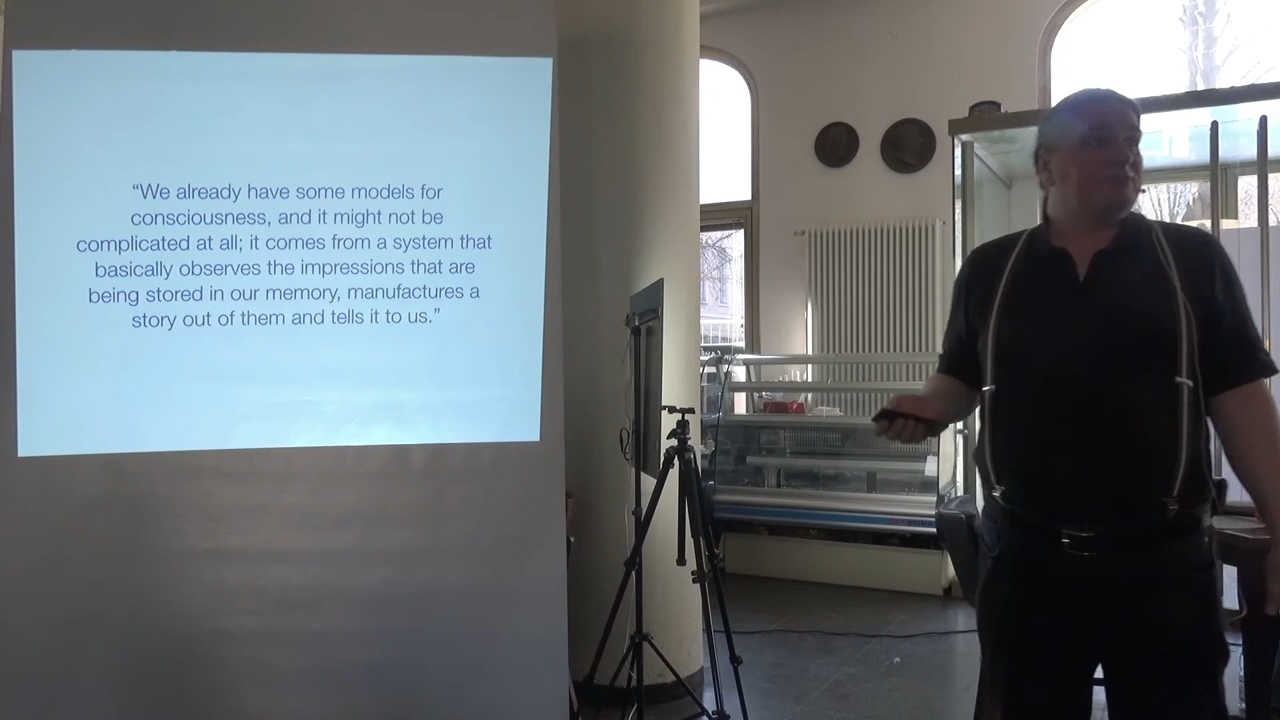 “We already have some models for
consciousness, and it might not be
complicated at all; it comes from a system that
basically observes the impressions that are
being stored in our memory, manufactures a
story out of them and tells it to us.”